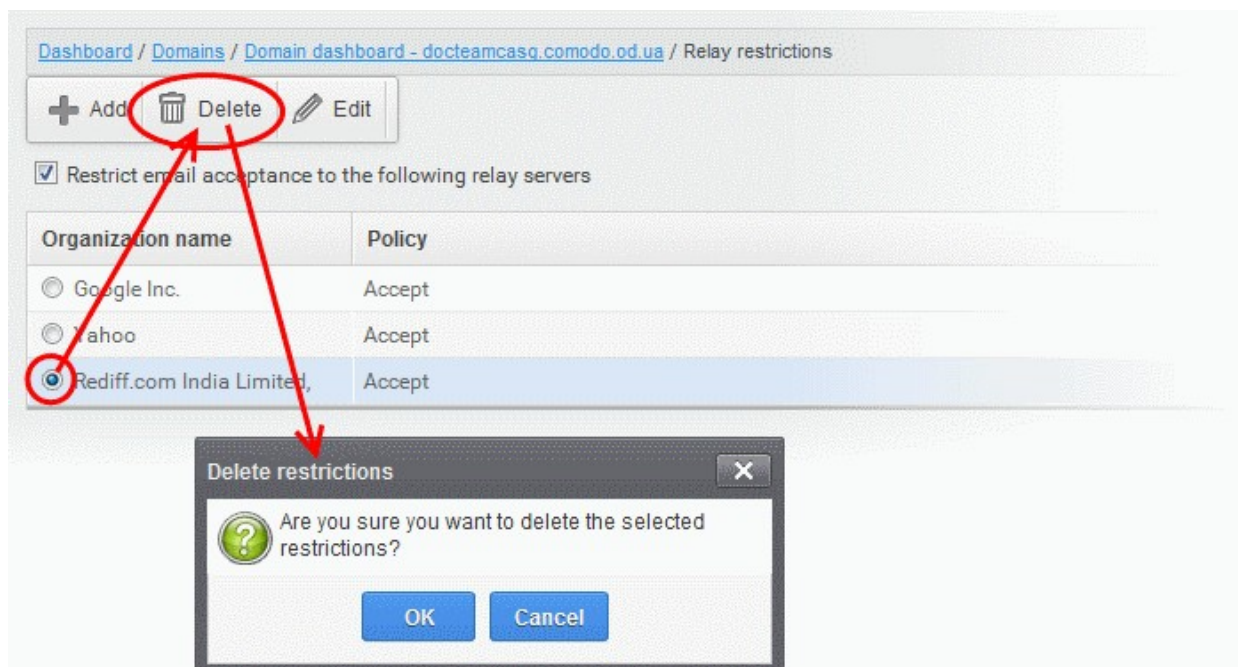 Dashboard / Domains / Domain dashboard - docteamcasg.comodo.od.ua / Relay restrictions
Add Delete Edit
Restrict email acceptance to the following relay servers
Organization name Policy
Google Inc. Accept
Yahoo Accept
Rediff.com India Limited, Accept
Delete restrictions
Are you sure you want to delete the selected
restrictions?
OK Cancel